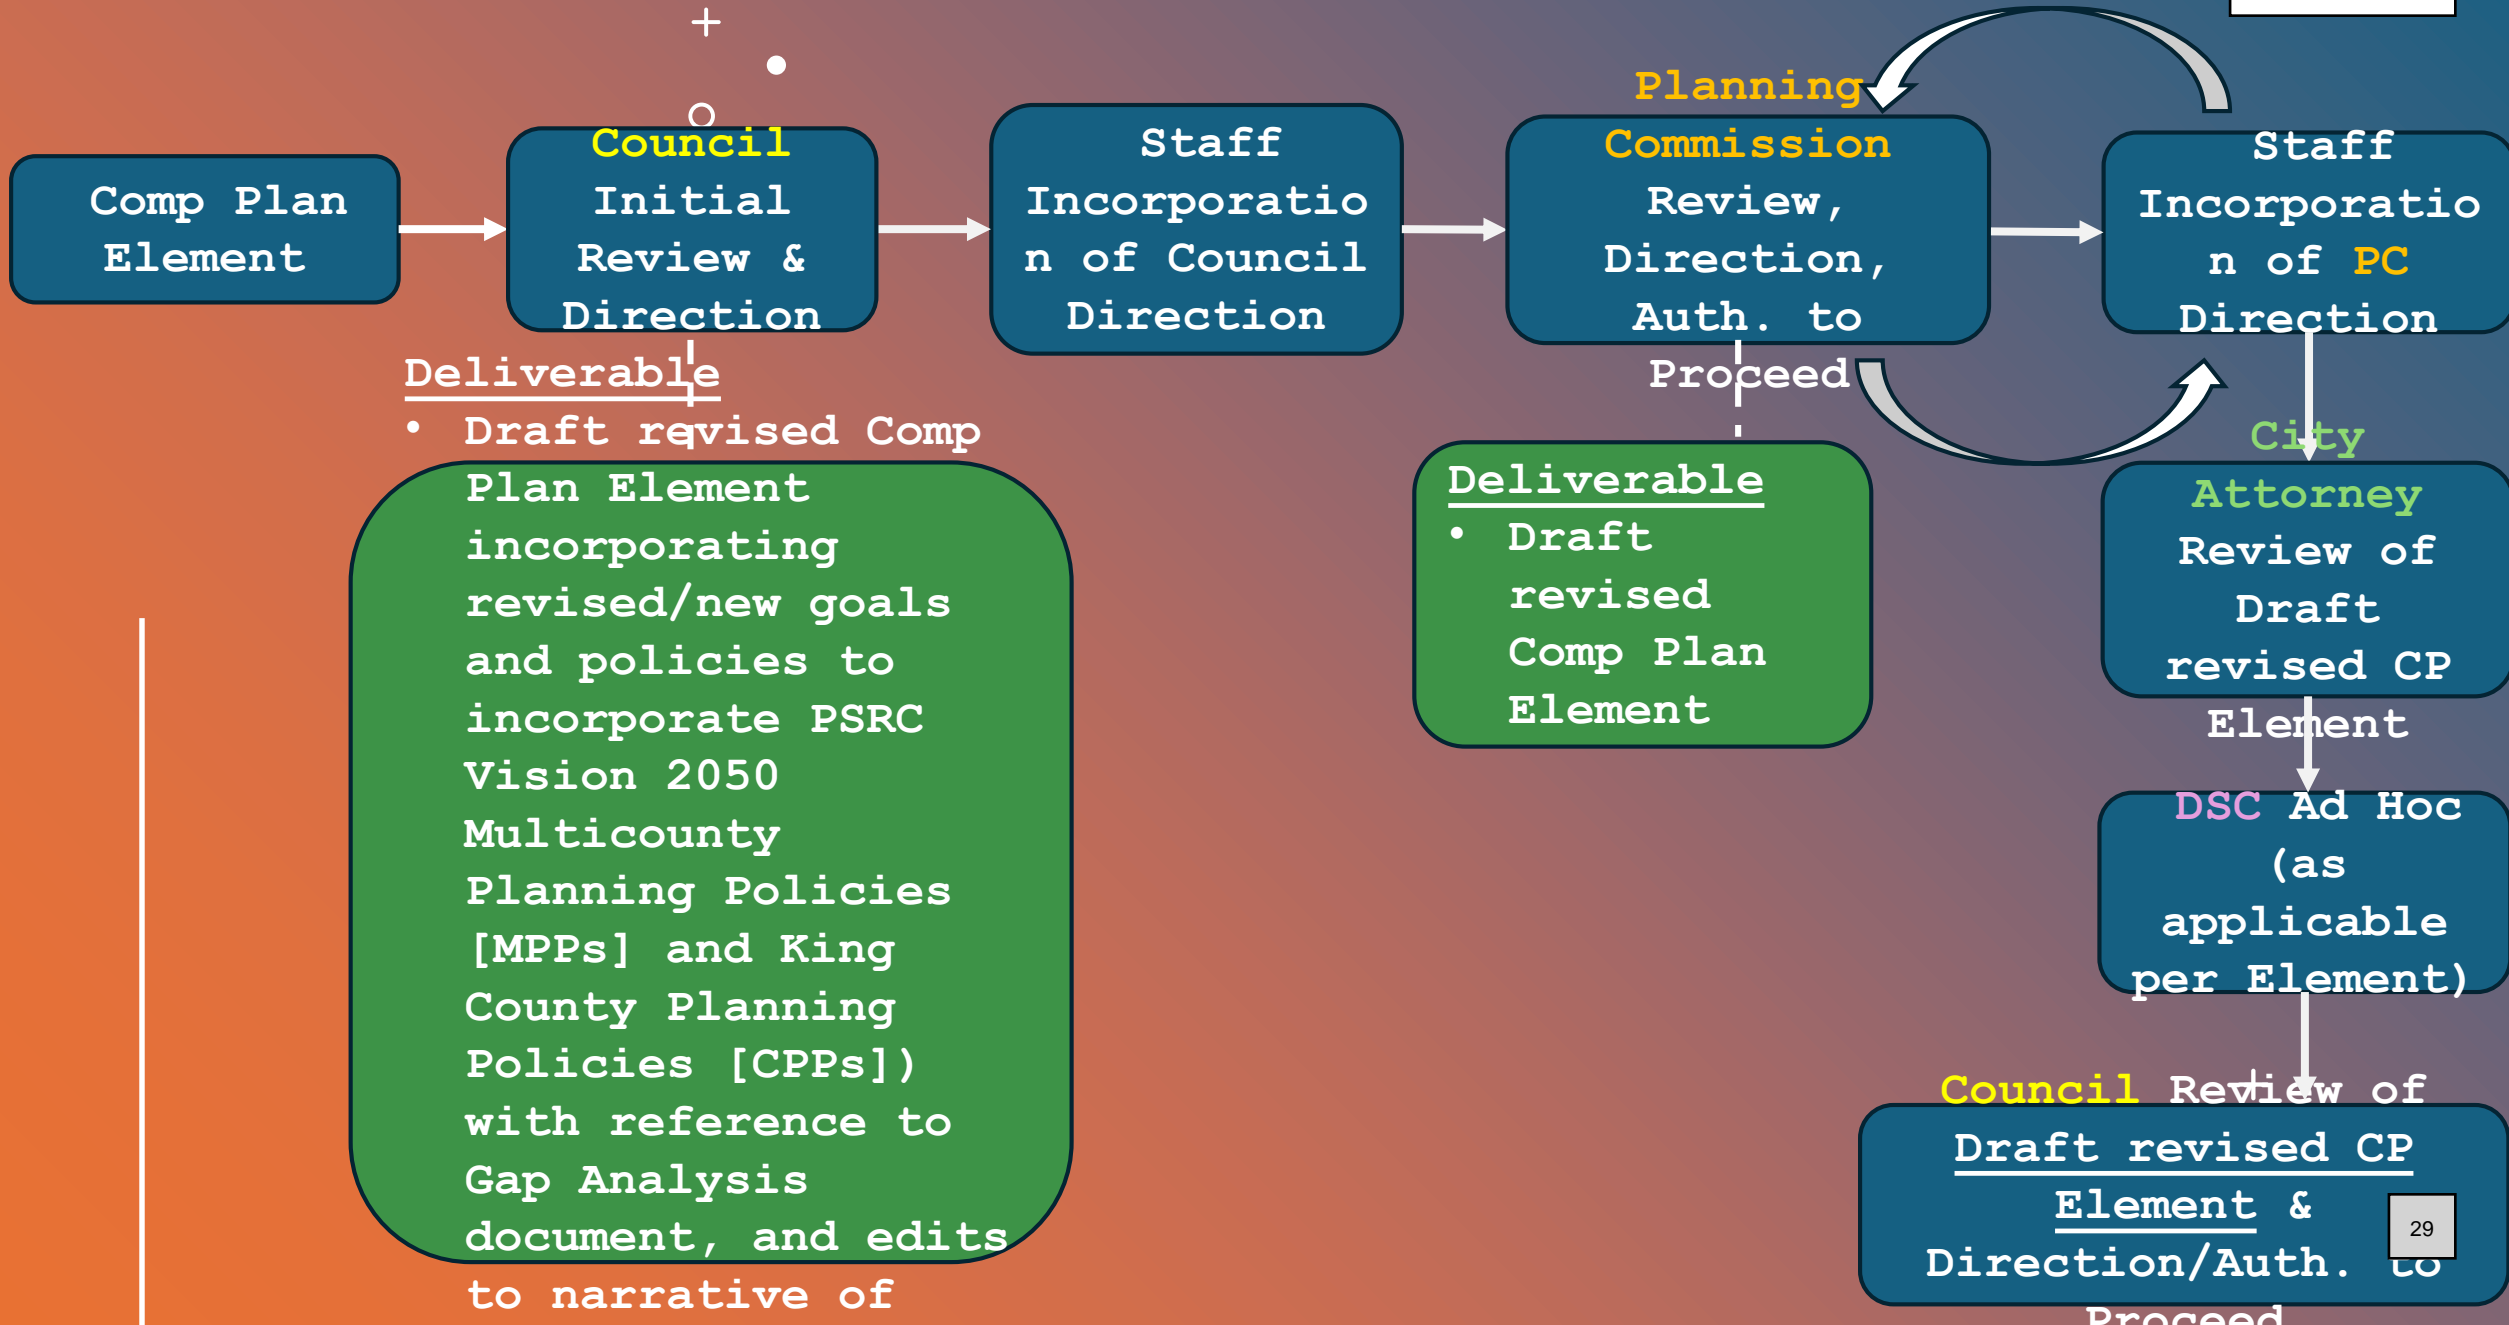 Comp Plan
Element
Council
Initial
Review &
Direction
Staff
Incorporatio
n of Council
Direction
Planning
Commission
Review,
Direction,
Auth. to
Proceed
Staff
Incorporatio
n of PC
Direction
Deliverable
• Draft revised Comp
Plan Element
incorporating
revised/new goals
and policies to
incorporate PSRC
Vision 2050
Multicounty
Planning Policies
[MPPs] and King
County Planning
Policies [CPPs])
with reference to
Gap Analysis
document, and edits
to narrative of
Deliverable
• Draft
revised
Comp Plan
Element
City
Attorney
Review of
Draft
revised CP
Element
DSC Ad Hoc
(as
applicable
per Element)
Council Review of
Draft revised CP
Element &
Direction/Auth. to
Proceed
29